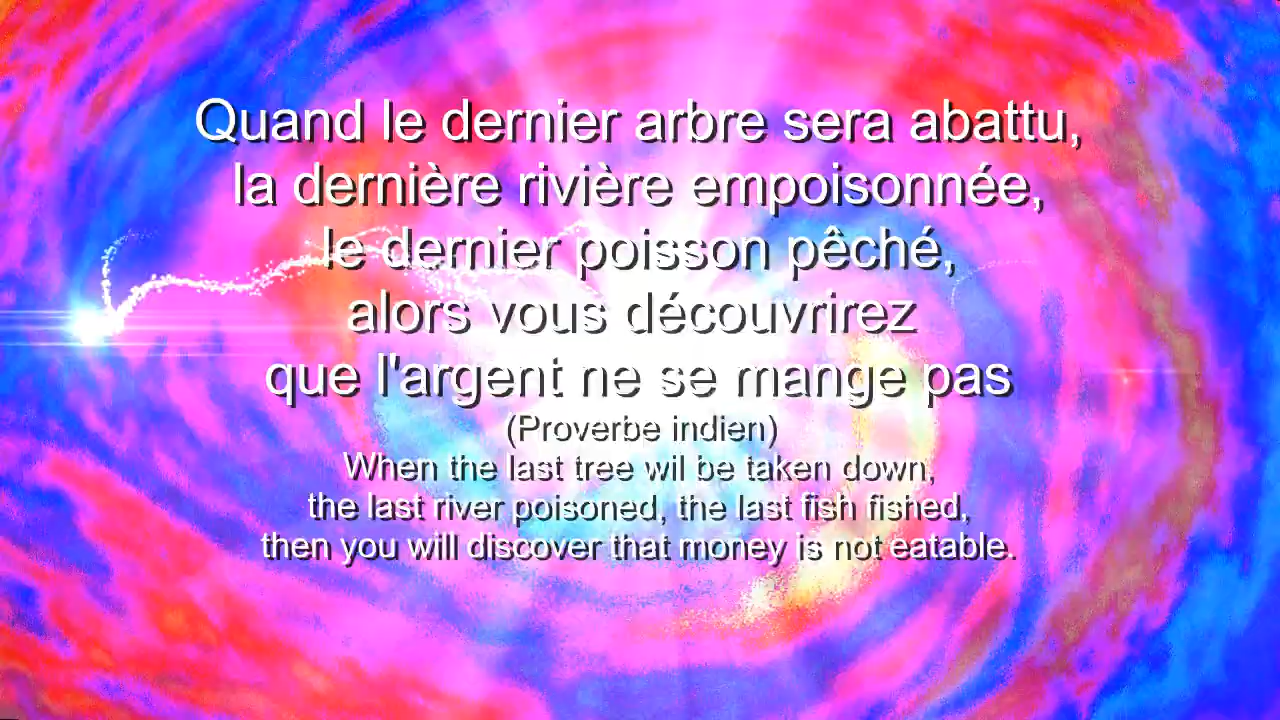 Quand le dernier arbre sera abattu,
la dernière rivière empoisonnée,
le dernier poisson pêché,
alors vous découvrirez
que l'argent ne se mange pas
(Proverbe indien)
When the last tree wil be taken down,
the last river poisoned, the last fish fished,
then you will discover that money is not eatable.